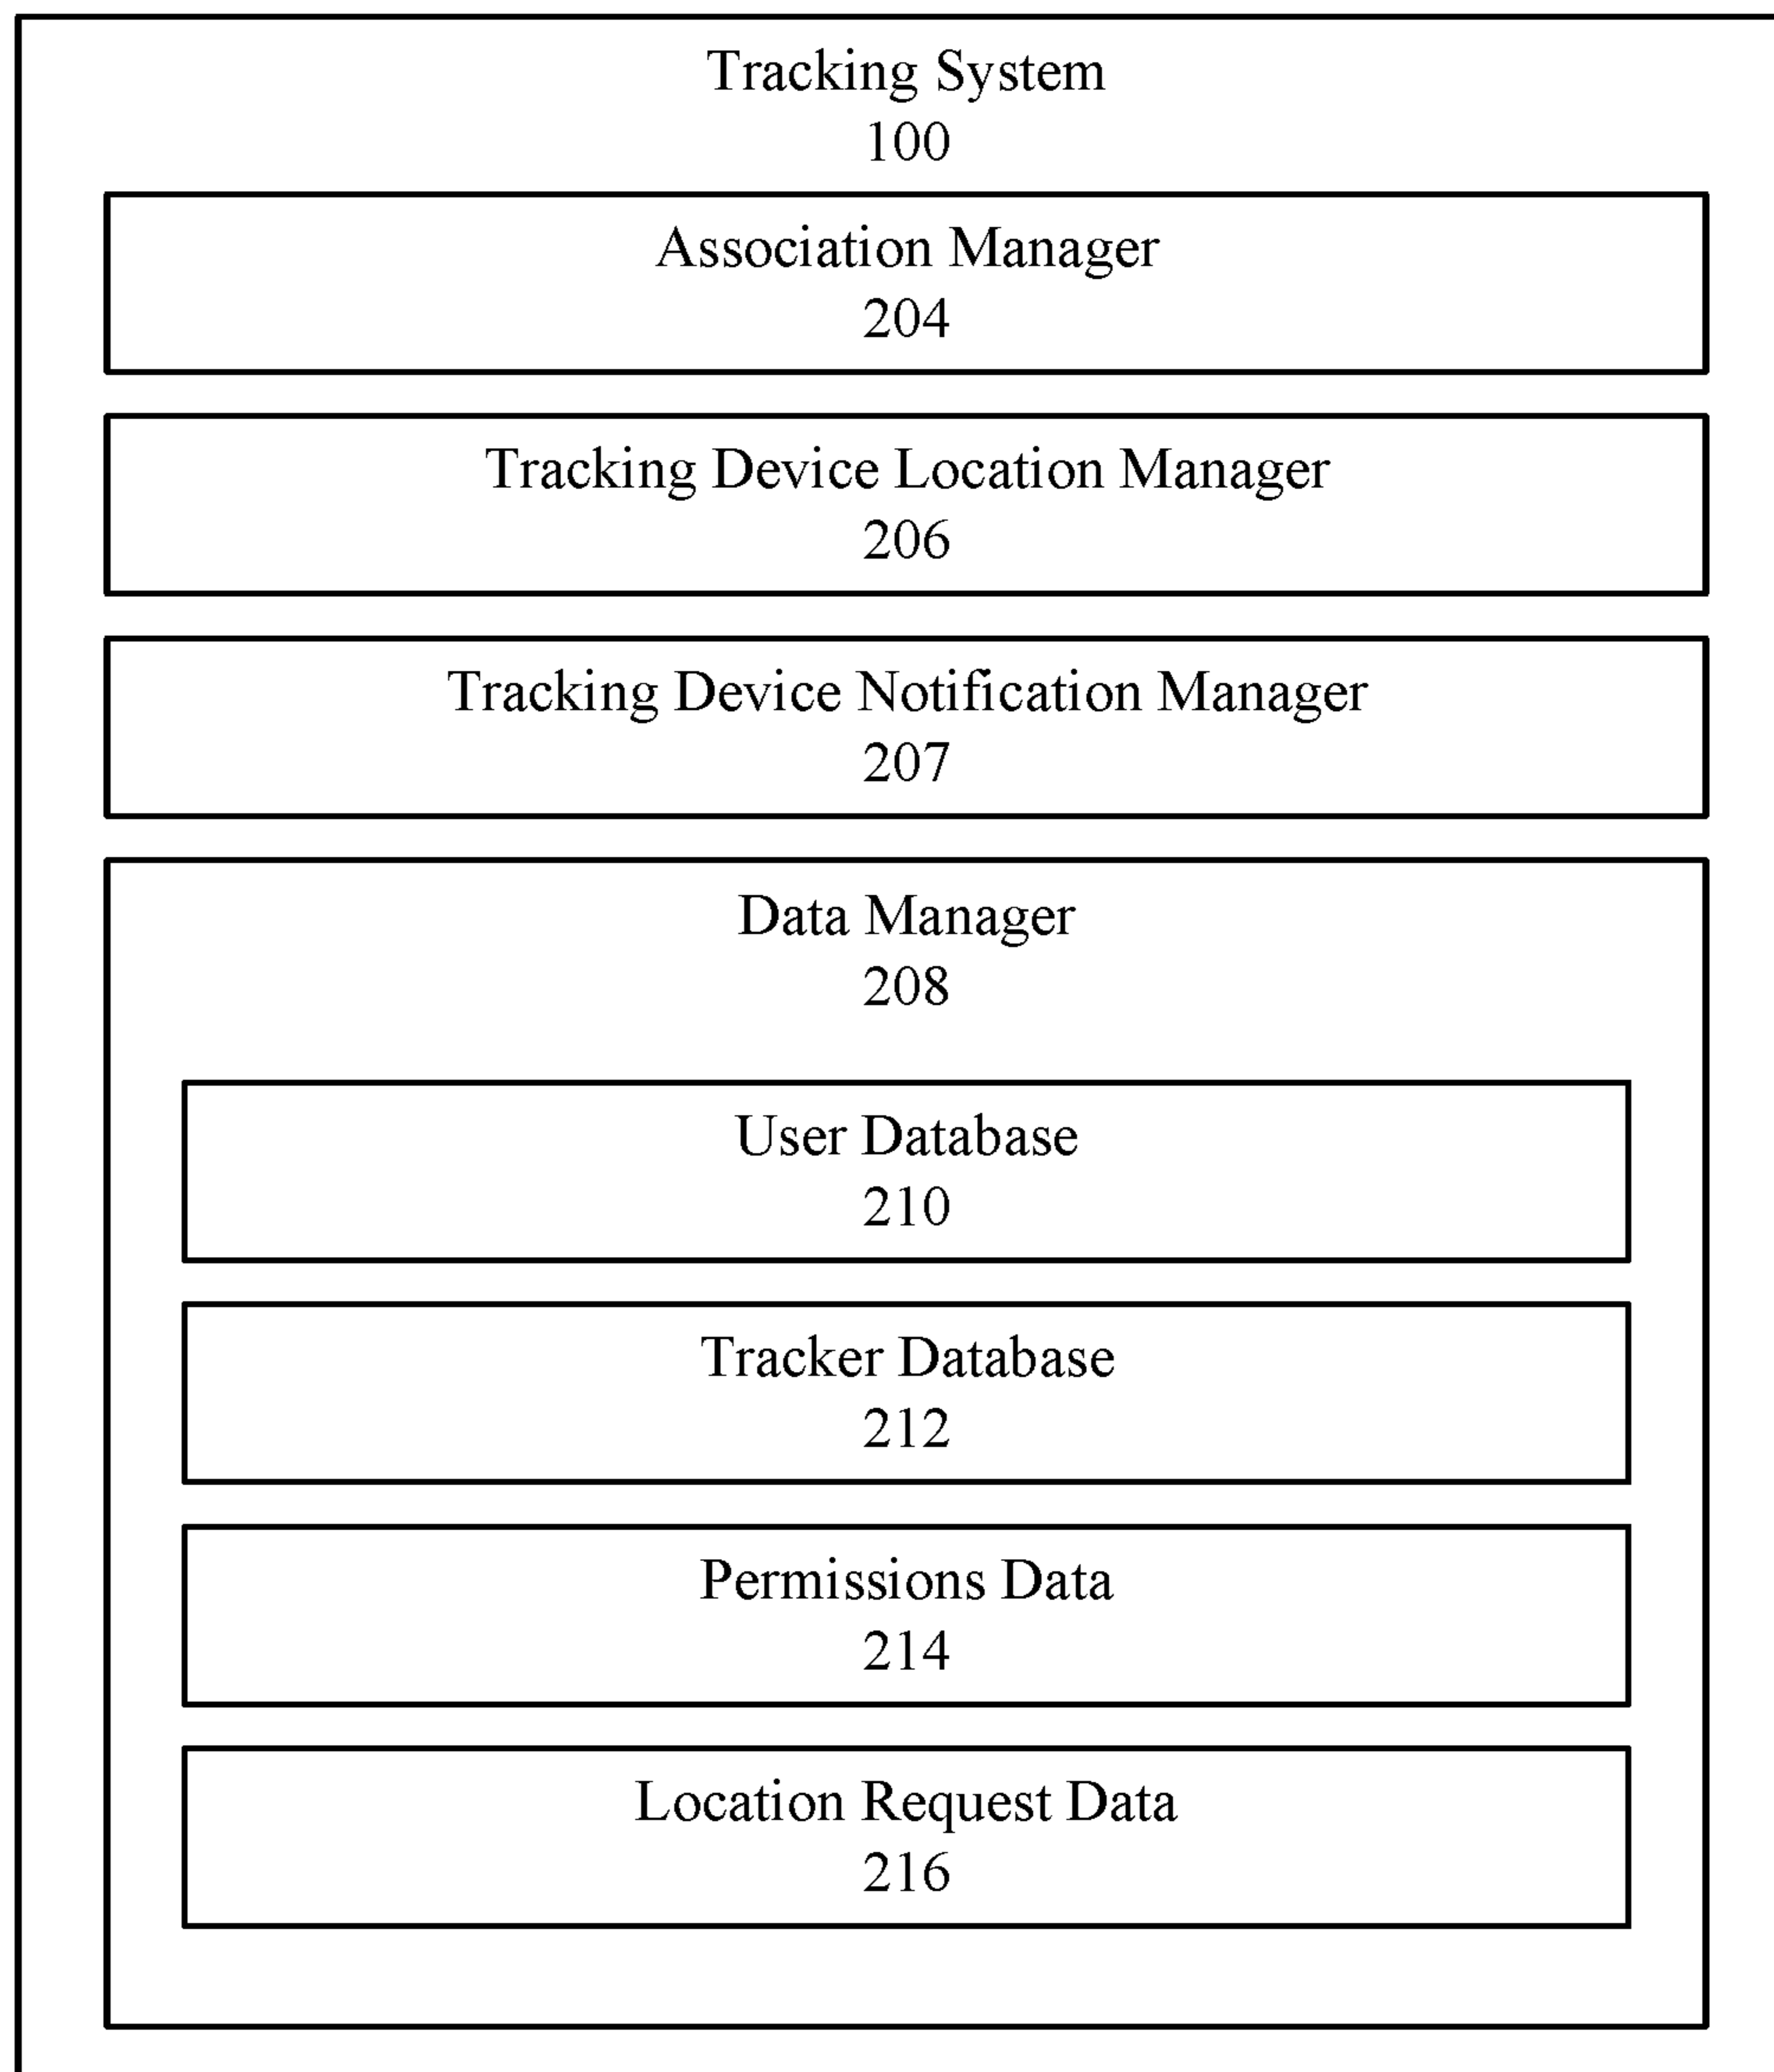 Tracking System
100
Association Manager
204
Tracking Device Location Manager
206
Tracking Device Notification Manager
207
Data Manager
208
User Database
210
Tracker Database
212
Permissions Data
214
Location Request Data
216